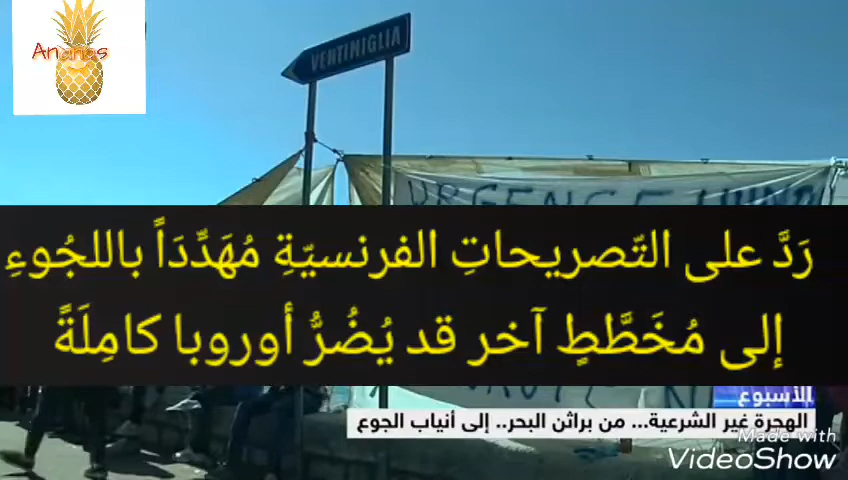 Ananas
VENTIMIGLIA
URGENCE
رَدَّ على التّصريحاتِ الفرنسيّةِ مُهَدِّدَاً باللجُوءِ
إلى مُخَطَّطٍ آخر قد يُضُرُّ أوروبا كامِلَةً
الأسبوع
الهجرة غير الشرعية... من براثن البحر.. إلى أنياب الجوع
Made with
VideoShow